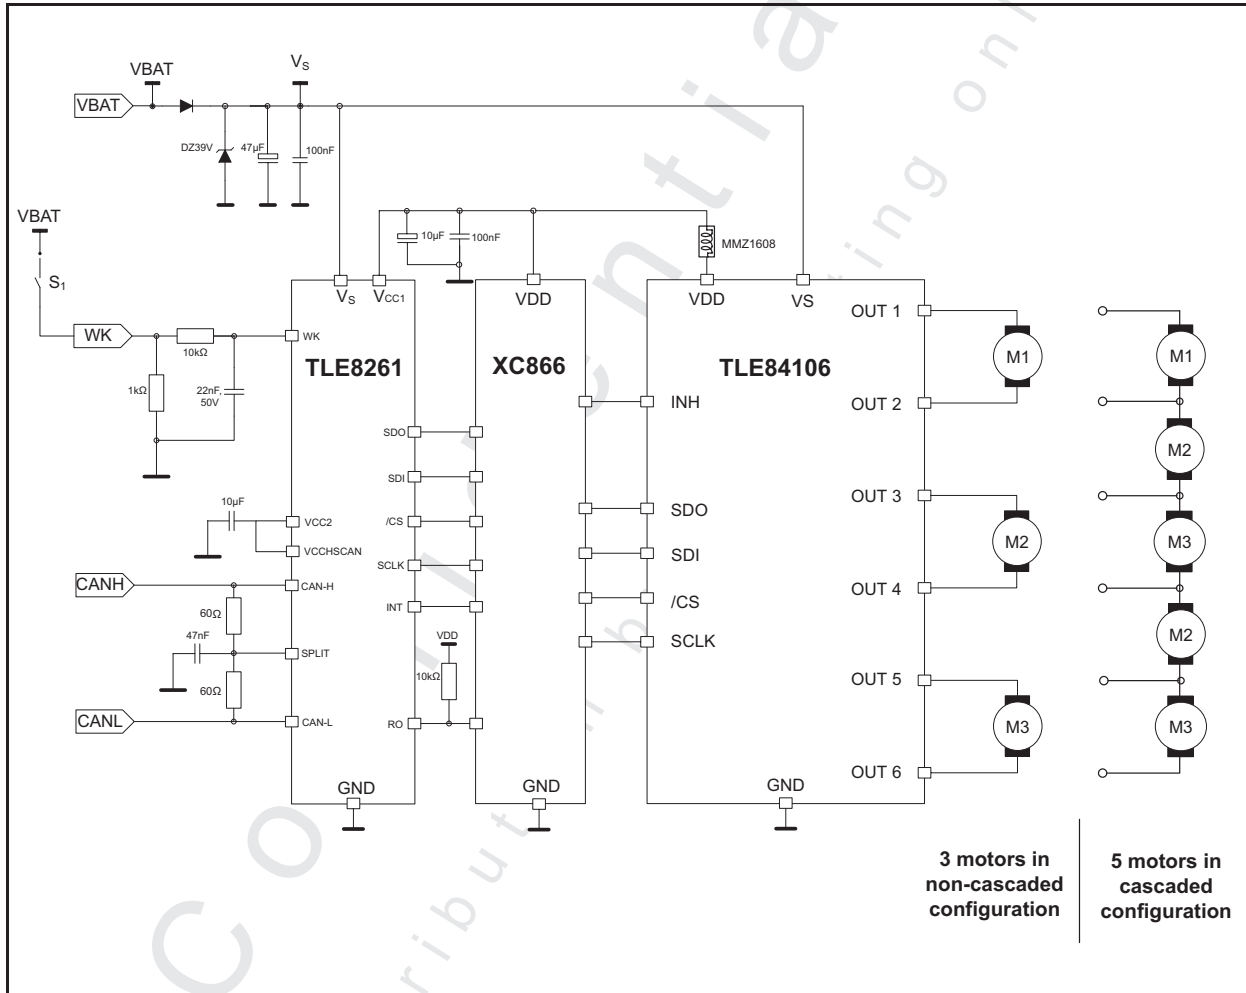 VBAT
VS
VBAT
DZ39V
47µF
100nF
VBAT
S1
10µF
100nF
MMZ1608
VS
VCC1
VDD
VDD
VS
OUT 1
WK
10kΩ
WK
TLE8261
XC866
TLE84106
M1
M1
1kΩ
22nF,
50V
INH
OUT 2
SDO
M2
SDI
OUT 3
10µF
VCC2
/CS
SDO
VCCHSCAN
SDI
M2
M3
SCLK
CANH
CAN-H
OUT 4
INT
/CS
60Ω
47nF
VDD
SCLK
M2
SPLIT
10kΩ
OUT 5
60Ω
CANL
CAN-L
RO
M3
M3
OUT 6
GND
GND
GND
3 motors in
non-cascaded
configuration
5 motors in
cascaded
configuration